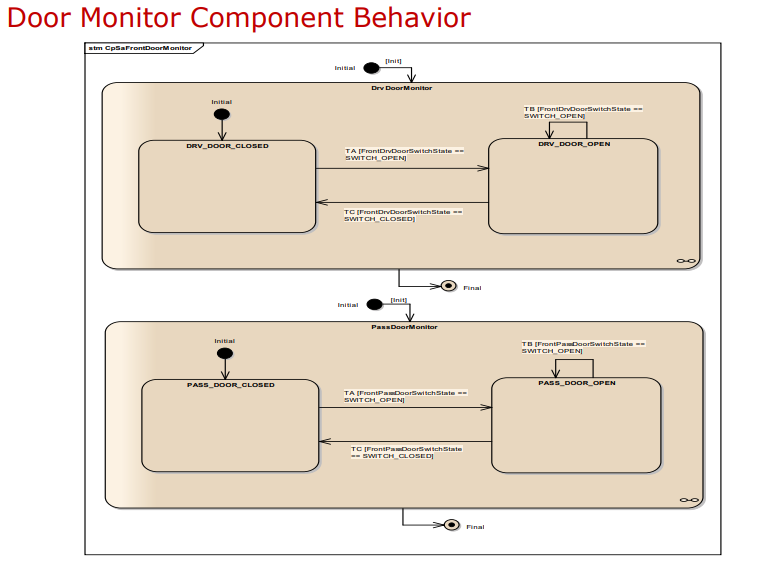 Door Monitor Component Behavior
stm CpSaFrontDoorMonitor
Initial
[Init]
DrvDoorMonitor
Initial
TB [FrontDrvDoorSwitchState ==
SWITCH_OPEN]
DRV_DOOR_CLOSED
DRV_DOOR_OPEN
TA [FrontDrvDoorSwitchState ==
SWITCH_OPEN]
TC [FrontDrvDoorSwitchState ==
SWITCH_CLOSED]
Final
Initial
[Init]
PassDoorMonitor
Initial
TB [FrontPassDoorSwitchState ==
SWITCH_OPEN]
PASS_DOOR_CLOSED
PASS_DOOR_OPEN
TA [FrontPassDoorSwitchState ==
SWITCH_OPEN]
TC [FrontPassDoorSwitchState
== SWITCH_CLOSED]
Final